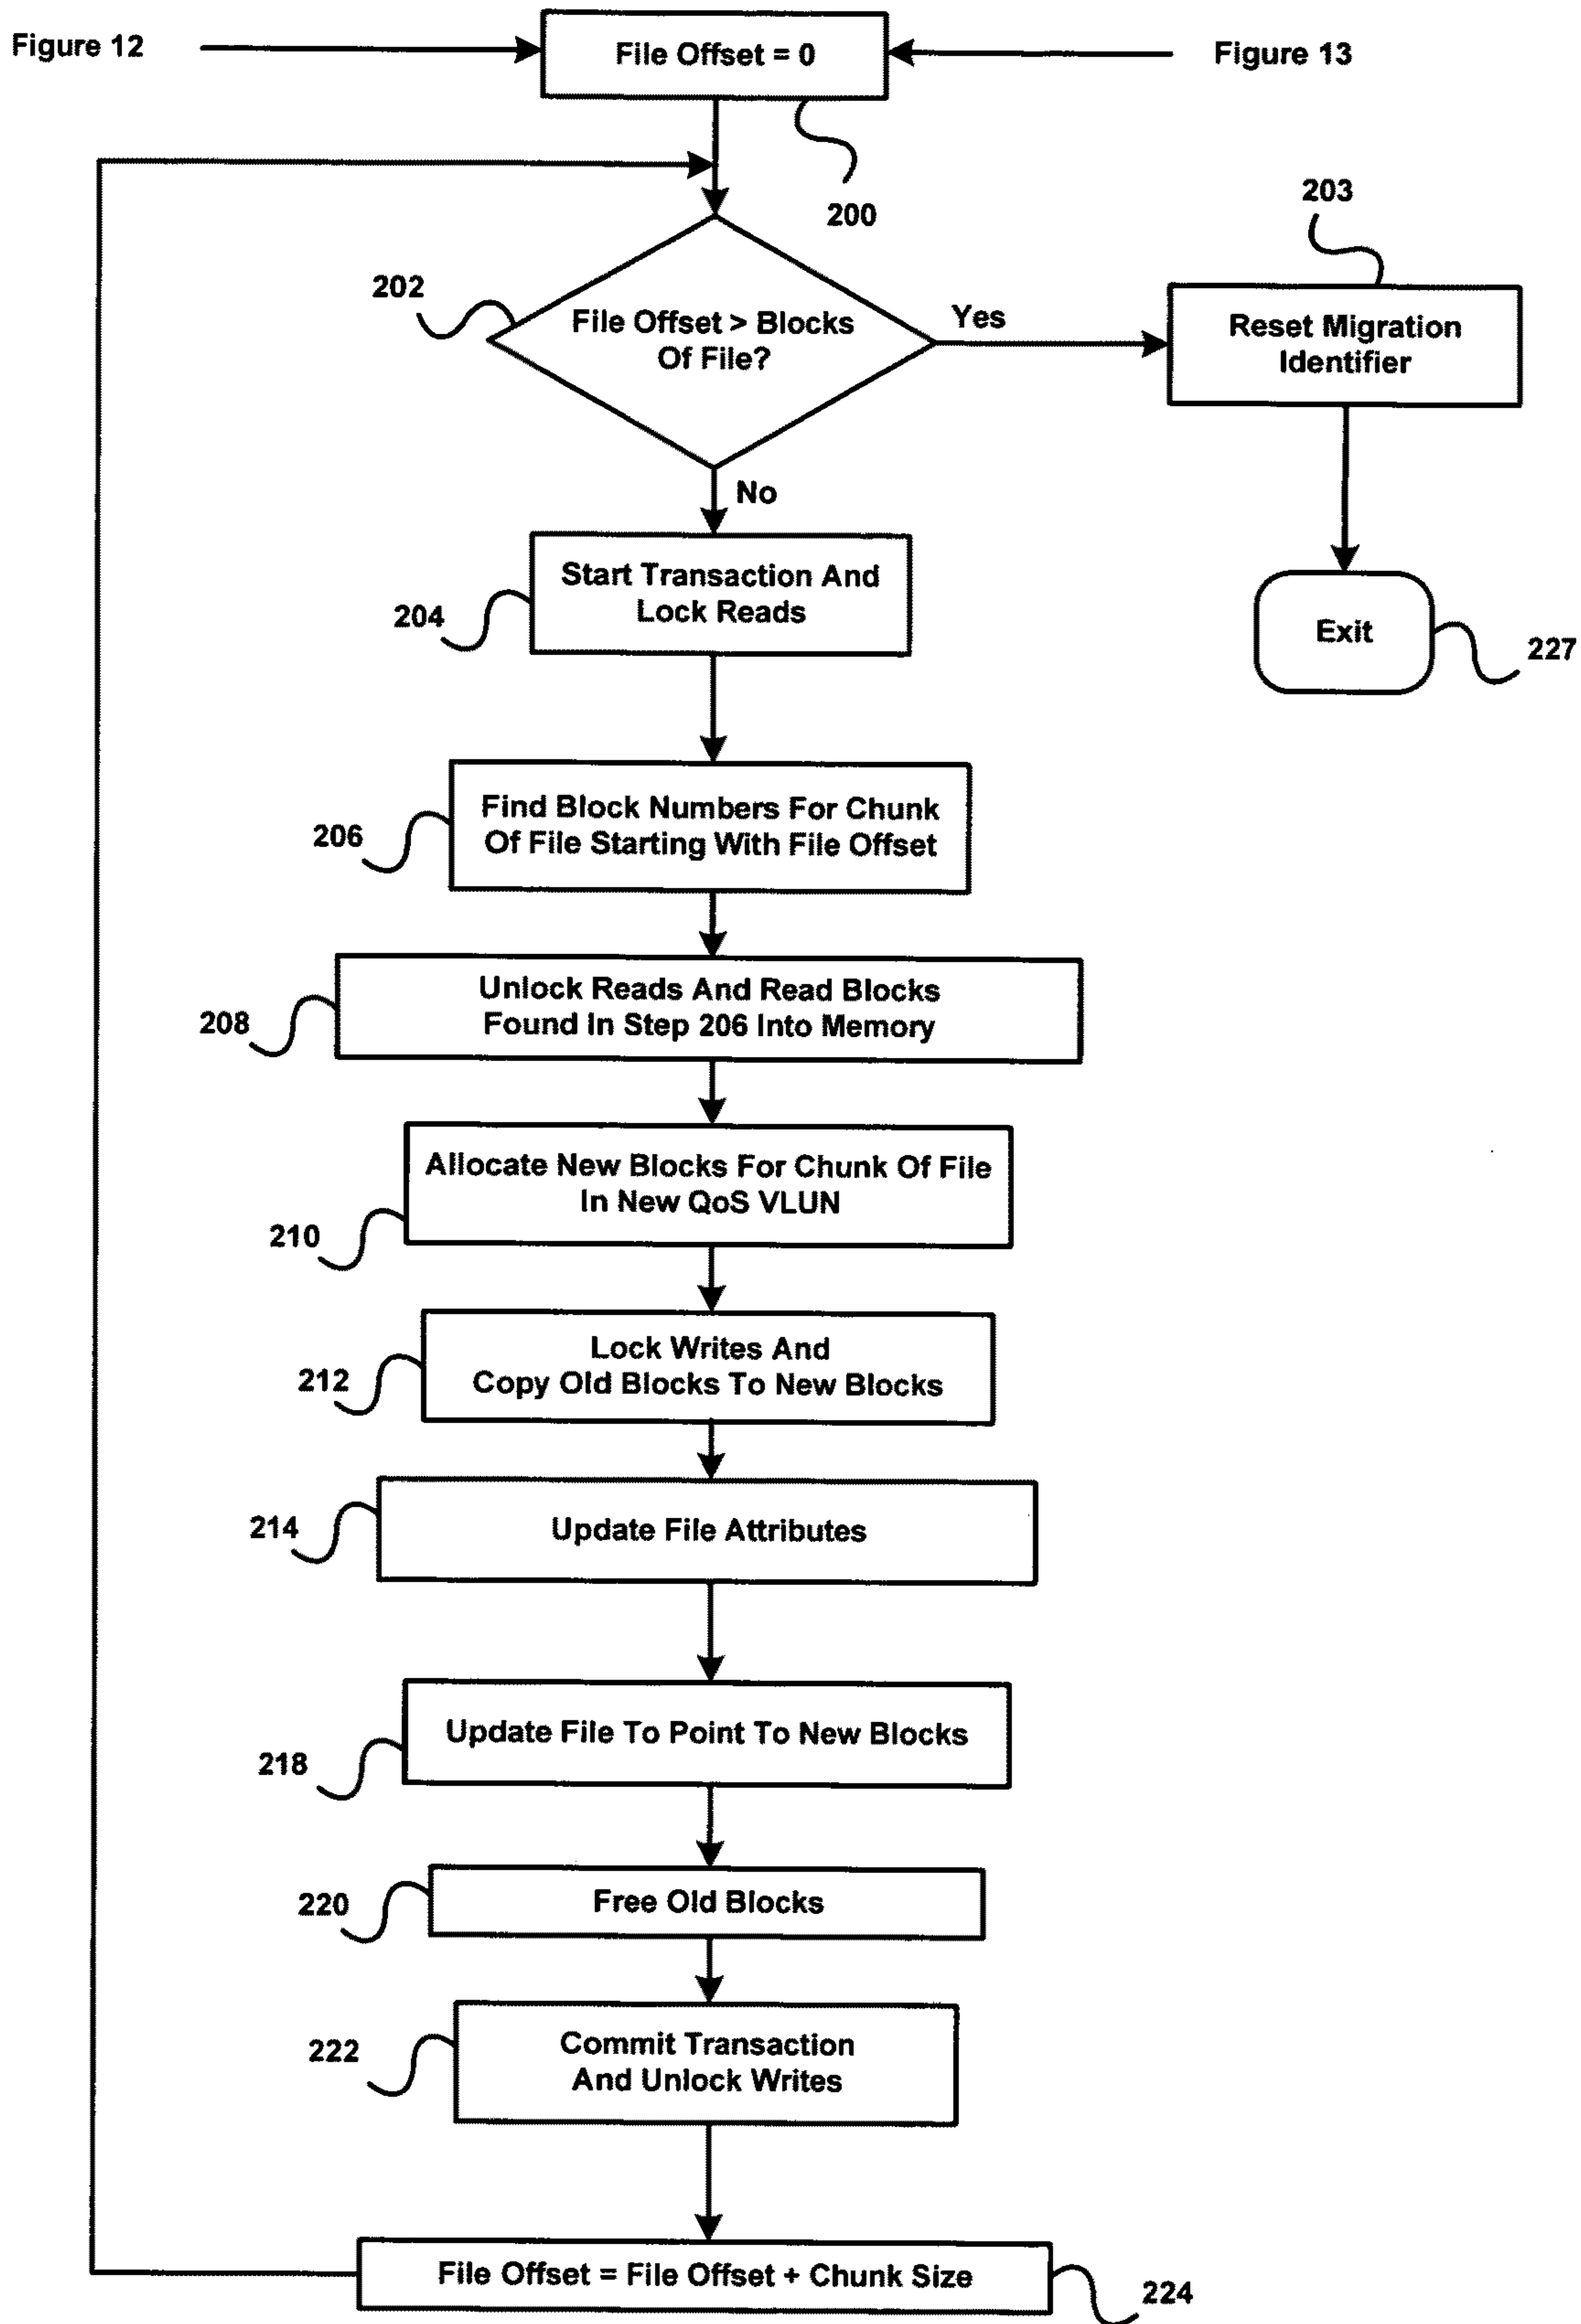 Figure 12
File Offset = 0
Figure 13
200
203
202
File Offset > Blocks
Of File?
Yes
Reset Migration
Identifier
No
Start Transaction And
Lock Reads
204
Exit
227
Find Block Numbers For Chunk
Of File Starting With File Offset
206
Unlock Reads And Read Blocks
Found In Step 206 Into Memory
208
Allocate New Blocks For Chunk Of File
In New QoS VLUN
210
Lock Writes And
Copy Old Blocks To New Blocks
212
Update File Attributes
214
Update File To Point To New Blocks
218
Free Old Blocks
220
Commit Transaction
And Unlock Writes
222
File Offset = File Offset + Chunk Size
224